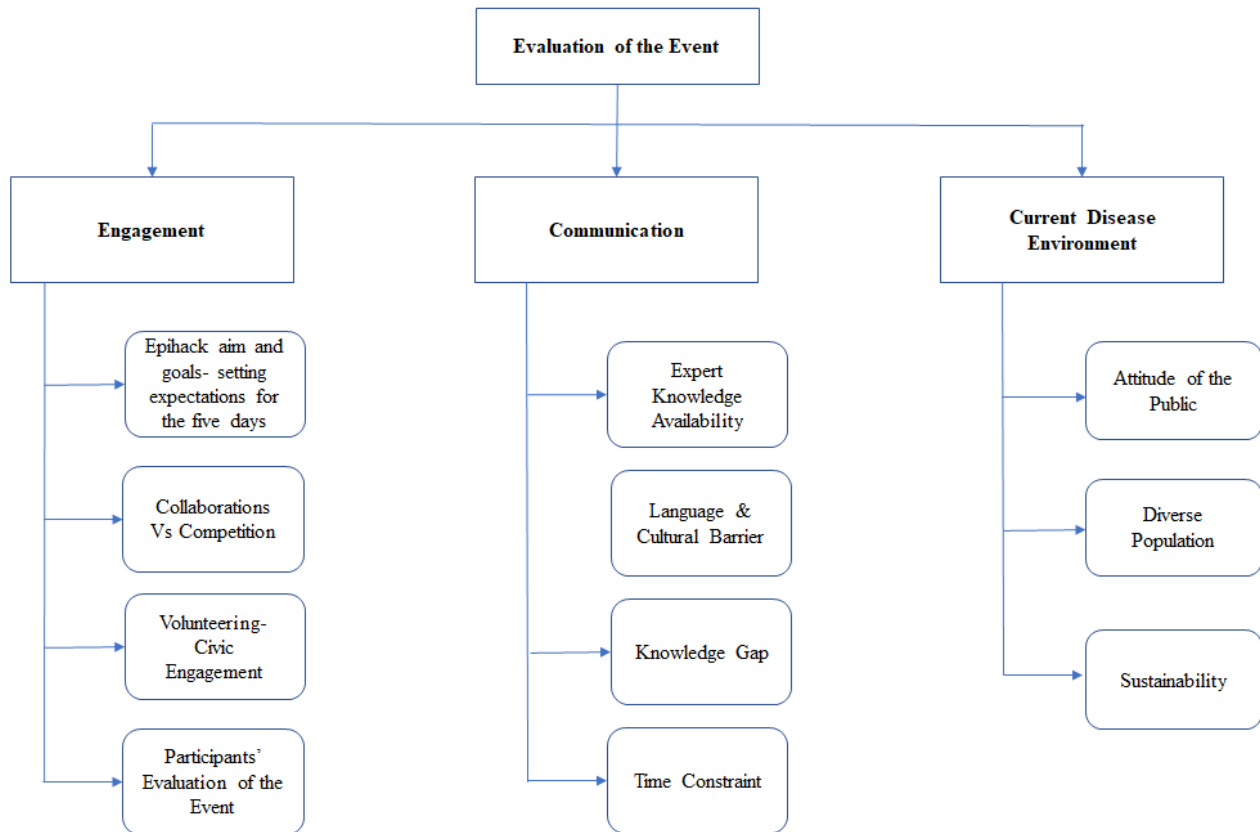 Evaluation of the Event
Engagement
Communication
Current Disease
Environment
Epihack aim and
goals- setting
expectations for
the five days
Collaborations
Vs Competition
Volunteering-
Civic
Engagement
Participants’
Evaluation of the
Event
Expert
Knowledge
Availability
Language &
Cultural Barrier
Knowledge Gap
Time Constraint
Attitude of the
Public
Diverse
Population
Sustainability